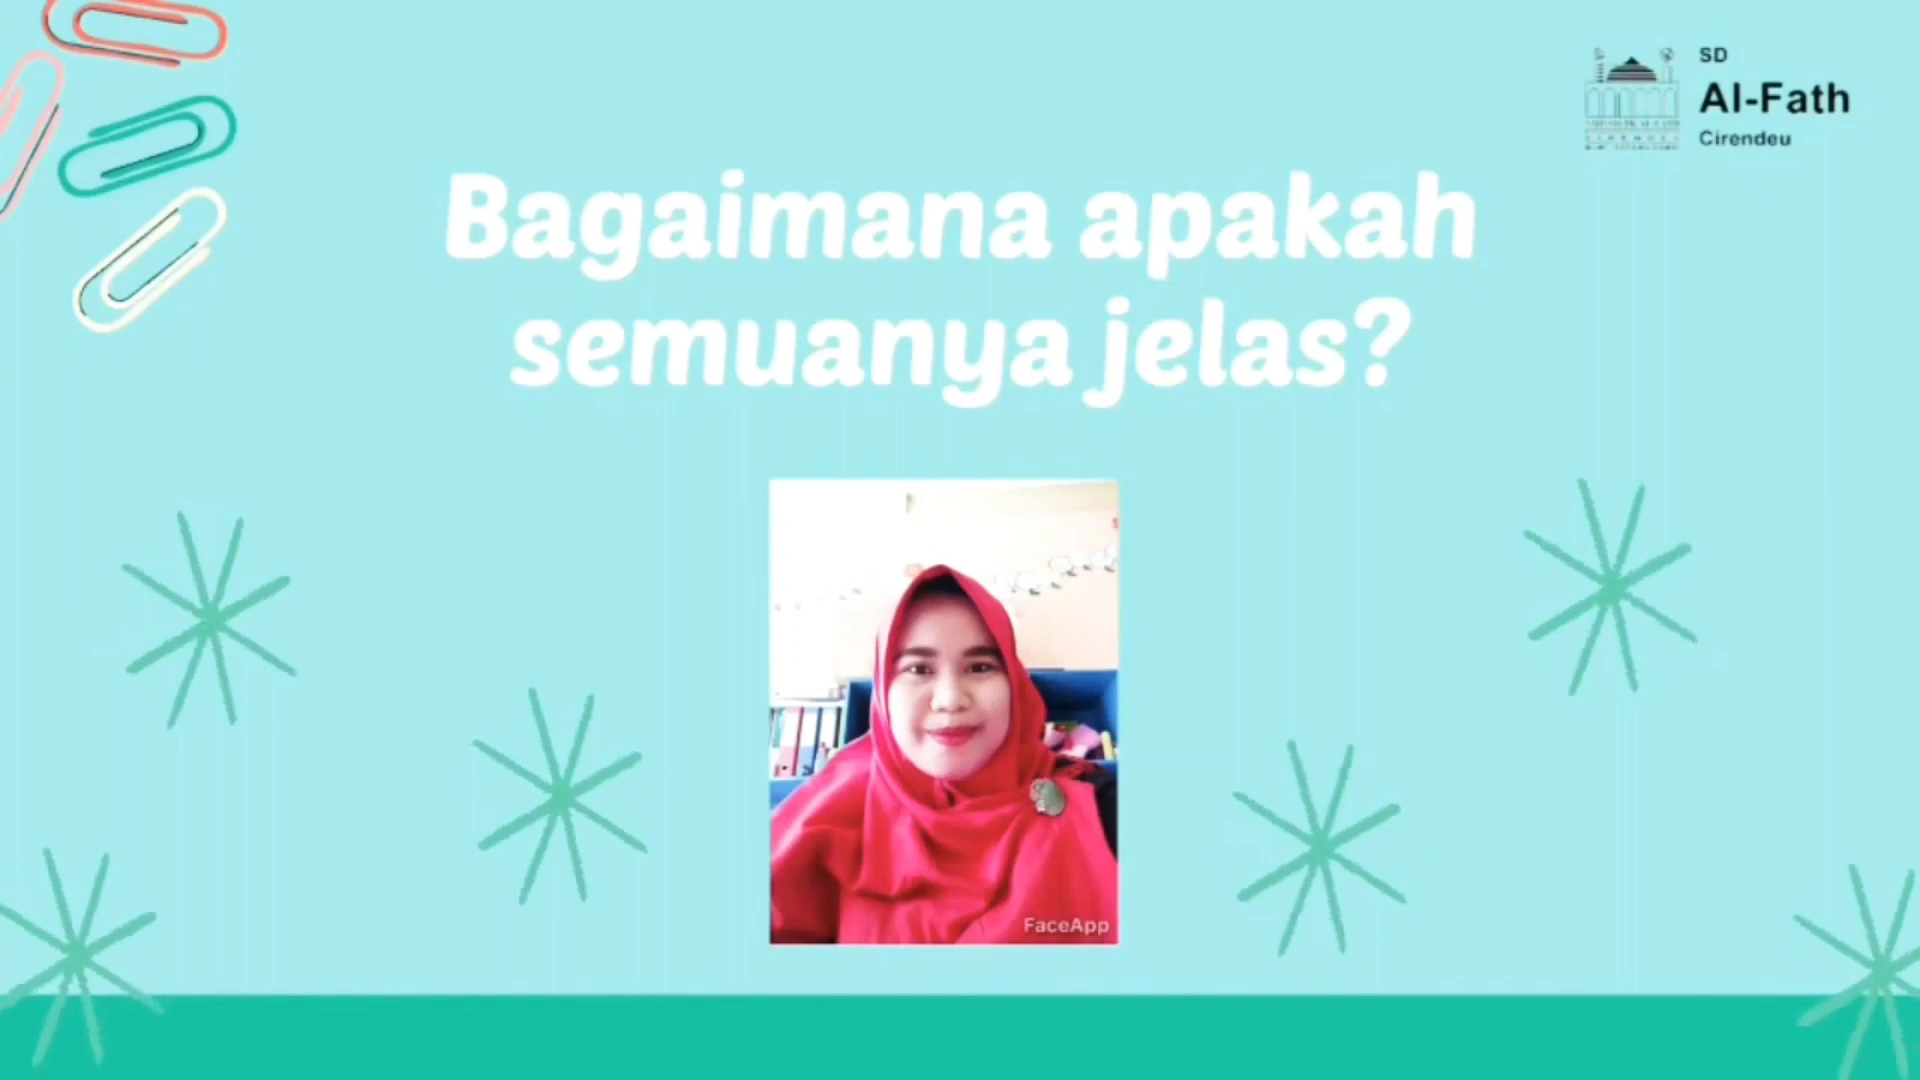 SD
Al-Fath
Cirendeu
Bagaimana apakah
semuanya jelas?
FaceApp